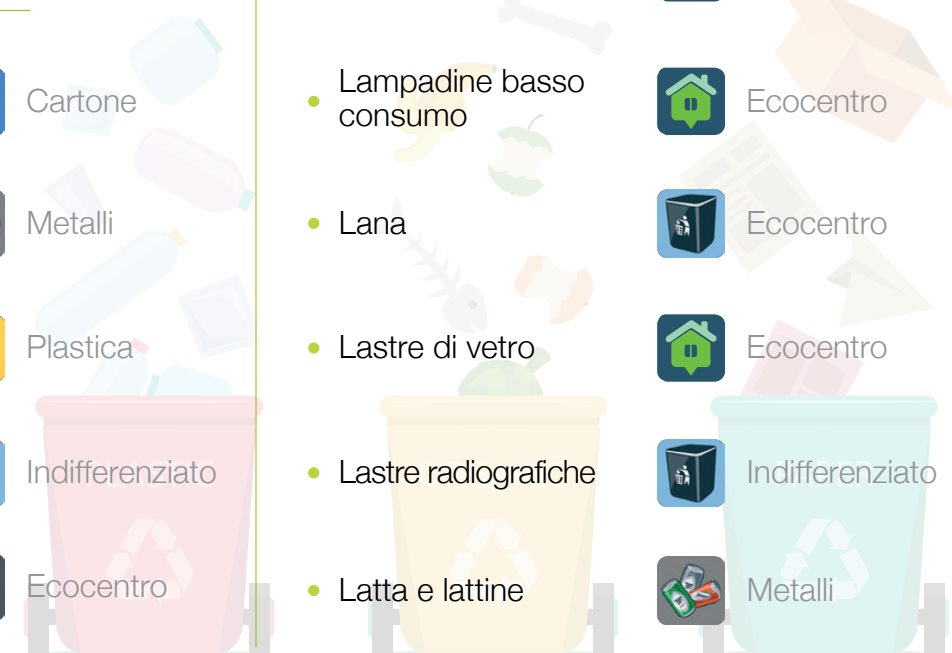 Cartone
Metalli
Plastica
Indifferenziato
Ecocentro
Lampadine basso
consumo
Ecocentro
Lana
Ecocentro
Lastre di vetro
Ecocentro
Lastre radiografiche
Indifferenziato
Latta e lattine
Metalli